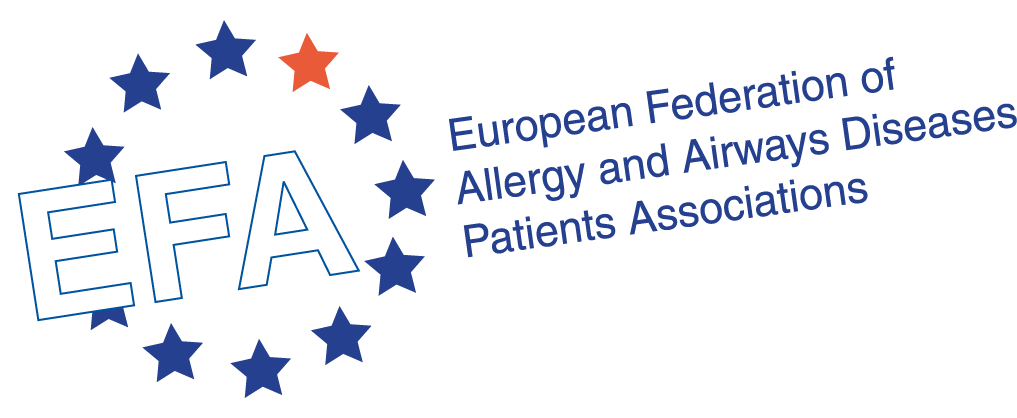 EFA
European Federation of
Allergy and Airways Diseases
Patients Associations